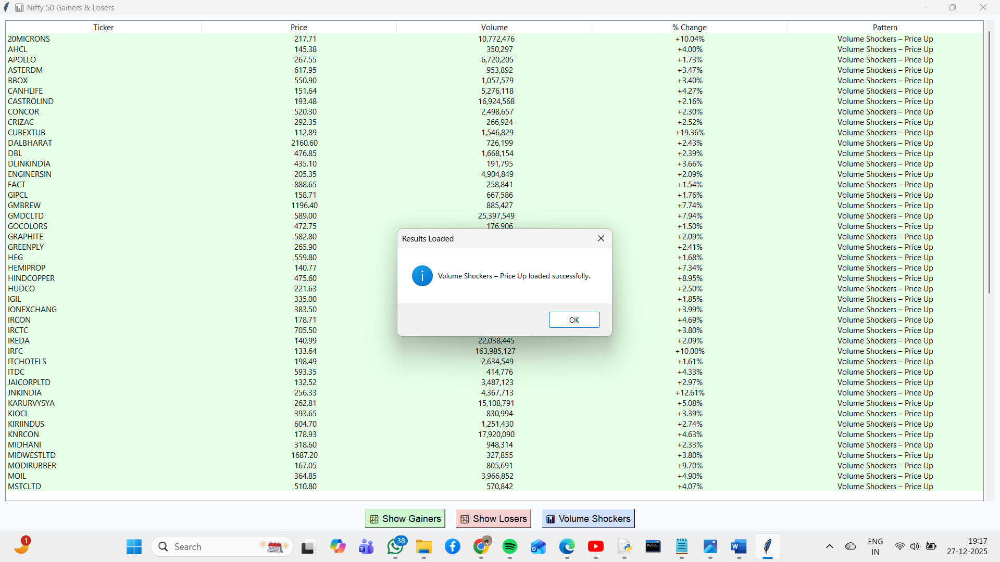 Nifty 50 Gainers & Losers
Ticker Price Volume % Change Pattern
20MICRONS 217.71 10,772,476 +10.04% Volume Shockers – Price Up
AHCL 145.38 350,297 +4.00% Volume Shockers – Price Up
APOLLO 267.55 6,720,205 +1.73% Volume Shockers – Price Up
ASTERDM 617.95 953,892 +3.47% Volume Shockers – Price Up
BBOX 550.90 1,057,579 +3.40% Volume Shockers – Price Up
CANHLIFE 151.64 5,276,118 +4.27% Volume Shockers – Price Up
CASTROLIND 193.48 16,924,568 +2.16% Volume Shockers – Price Up
CONCOR 520.30 2,498,657 +2.30% Volume Shockers – Price Up
CRIZAC 292.35 266,924 +2.52% Volume Shockers – Price Up
CUBEXTUB 112.89 1,546,829 +19.36% Volume Shockers – Price Up
DALBHARAT 2160.60 726,199 +2.43% Volume Shockers – Price Up
DBL 476.85 1,668,154 +2.39% Volume Shockers – Price Up
DLINKINDIA 435.10 191,795 +3.66% Volume Shockers – Price Up
ENGINERSIN 205.35 4,904,849 +2.09% Volume Shockers – Price Up
FACT 888.65 258,841 +1.54% Volume Shockers – Price Up
GIPCL 158.71 667,586 +1.76% Volume Shockers – Price Up
GMBREW 1196.40 885,427 +7.74% Volume Shockers – Price Up
GMDCLTD 589.00 25,397,549 +7.94% Volume Shockers – Price Up
GOCOLORS 472.75 176,906 +1.50% Volume Shockers – Price Up
GRAPHITE 582.80 +2.09% Volume Shockers – Price Up
GREENPLY 265.90 +2.41% Volume Shockers – Price Up
HEG 559.80 +1.68% Volume Shockers – Price Up
HEMIPROP 140.77 +7.34% Volume Shockers – Price Up
HINDCOPPER 475.60 +8.95% Volume Shockers – Price Up
HUDCO 221.63 +2.50% Volume Shockers – Price Up
IGIL 335.00 +1.85% Volume Shockers – Price Up
IONEXCHANG 383.50 +3.99% Volume Shockers – Price Up
IRCON 178.71 +4.69% Volume Shockers – Price Up
IRCTC 705.50 +3.80% Volume Shockers – Price Up
IREDA 140.99 22,038,445 +2.09% Volume Shockers – Price Up
IRFC 133.64 163,985,127 +10.00% Volume Shockers – Price Up
ITCHOTELS 198.49 2,634,549 +1.61% Volume Shockers – Price Up
ITDC 593.35 414,776 +4.33% Volume Shockers – Price Up
JAICORPLTD 132.52 3,487,123 +2.97% Volume Shockers – Price Up
JNKINDIA 256.33 4,367,713 +12.61% Volume Shockers – Price Up
KARURVYSYA 262.81 15,108,791 +5.08% Volume Shockers – Price Up
KIOCL 393.65 830,994 +3.39% Volume Shockers – Price Up
KIRIINDUS 604.70 1,251,430 +2.74% Volume Shockers – Price Up
KNRCON 178.93 17,920,090 +4.63% Volume Shockers – Price Up
MIDHANI 318.60 948,314 +2.33% Volume Shockers – Price Up
MIDWESTLTD 1687.20 327,855 +3.80% Volume Shockers – Price Up
MODIRUBBER 167.05 805,691 +9.70% Volume Shockers – Price Up
MOIL 364.85 3,966,852 +4.90% Volume Shockers – Price Up
MSTCLTD 510.80 570,842 +4.07% Volume Shockers – Price Up
Results Loaded
Volume Shockers – Price Up loaded successfully.
OK
Show Gainers Show Losers Volume Shockers
1 Search 38 MySQL ENG 19:17
IN 27-12-2025